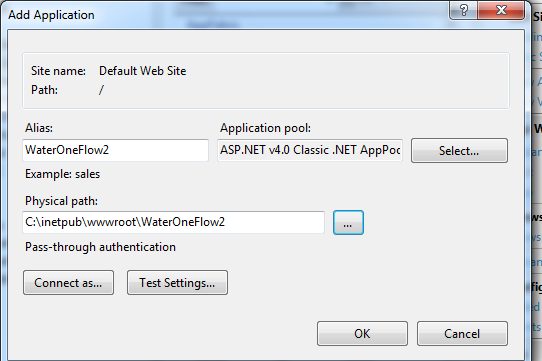 Add Application
Site name: Default Web Site
Path: /
Alias:
Application pool:
WaterOneFlow2
ASP.NET v4.0 Classic .NET AppPoo
Select...
Example: sales
Physical path:
C:\inetpub\wwwroot\WaterOneFlow2
...
Pass-through authentication
Connect as...
Test Settings...
OK
Cancel